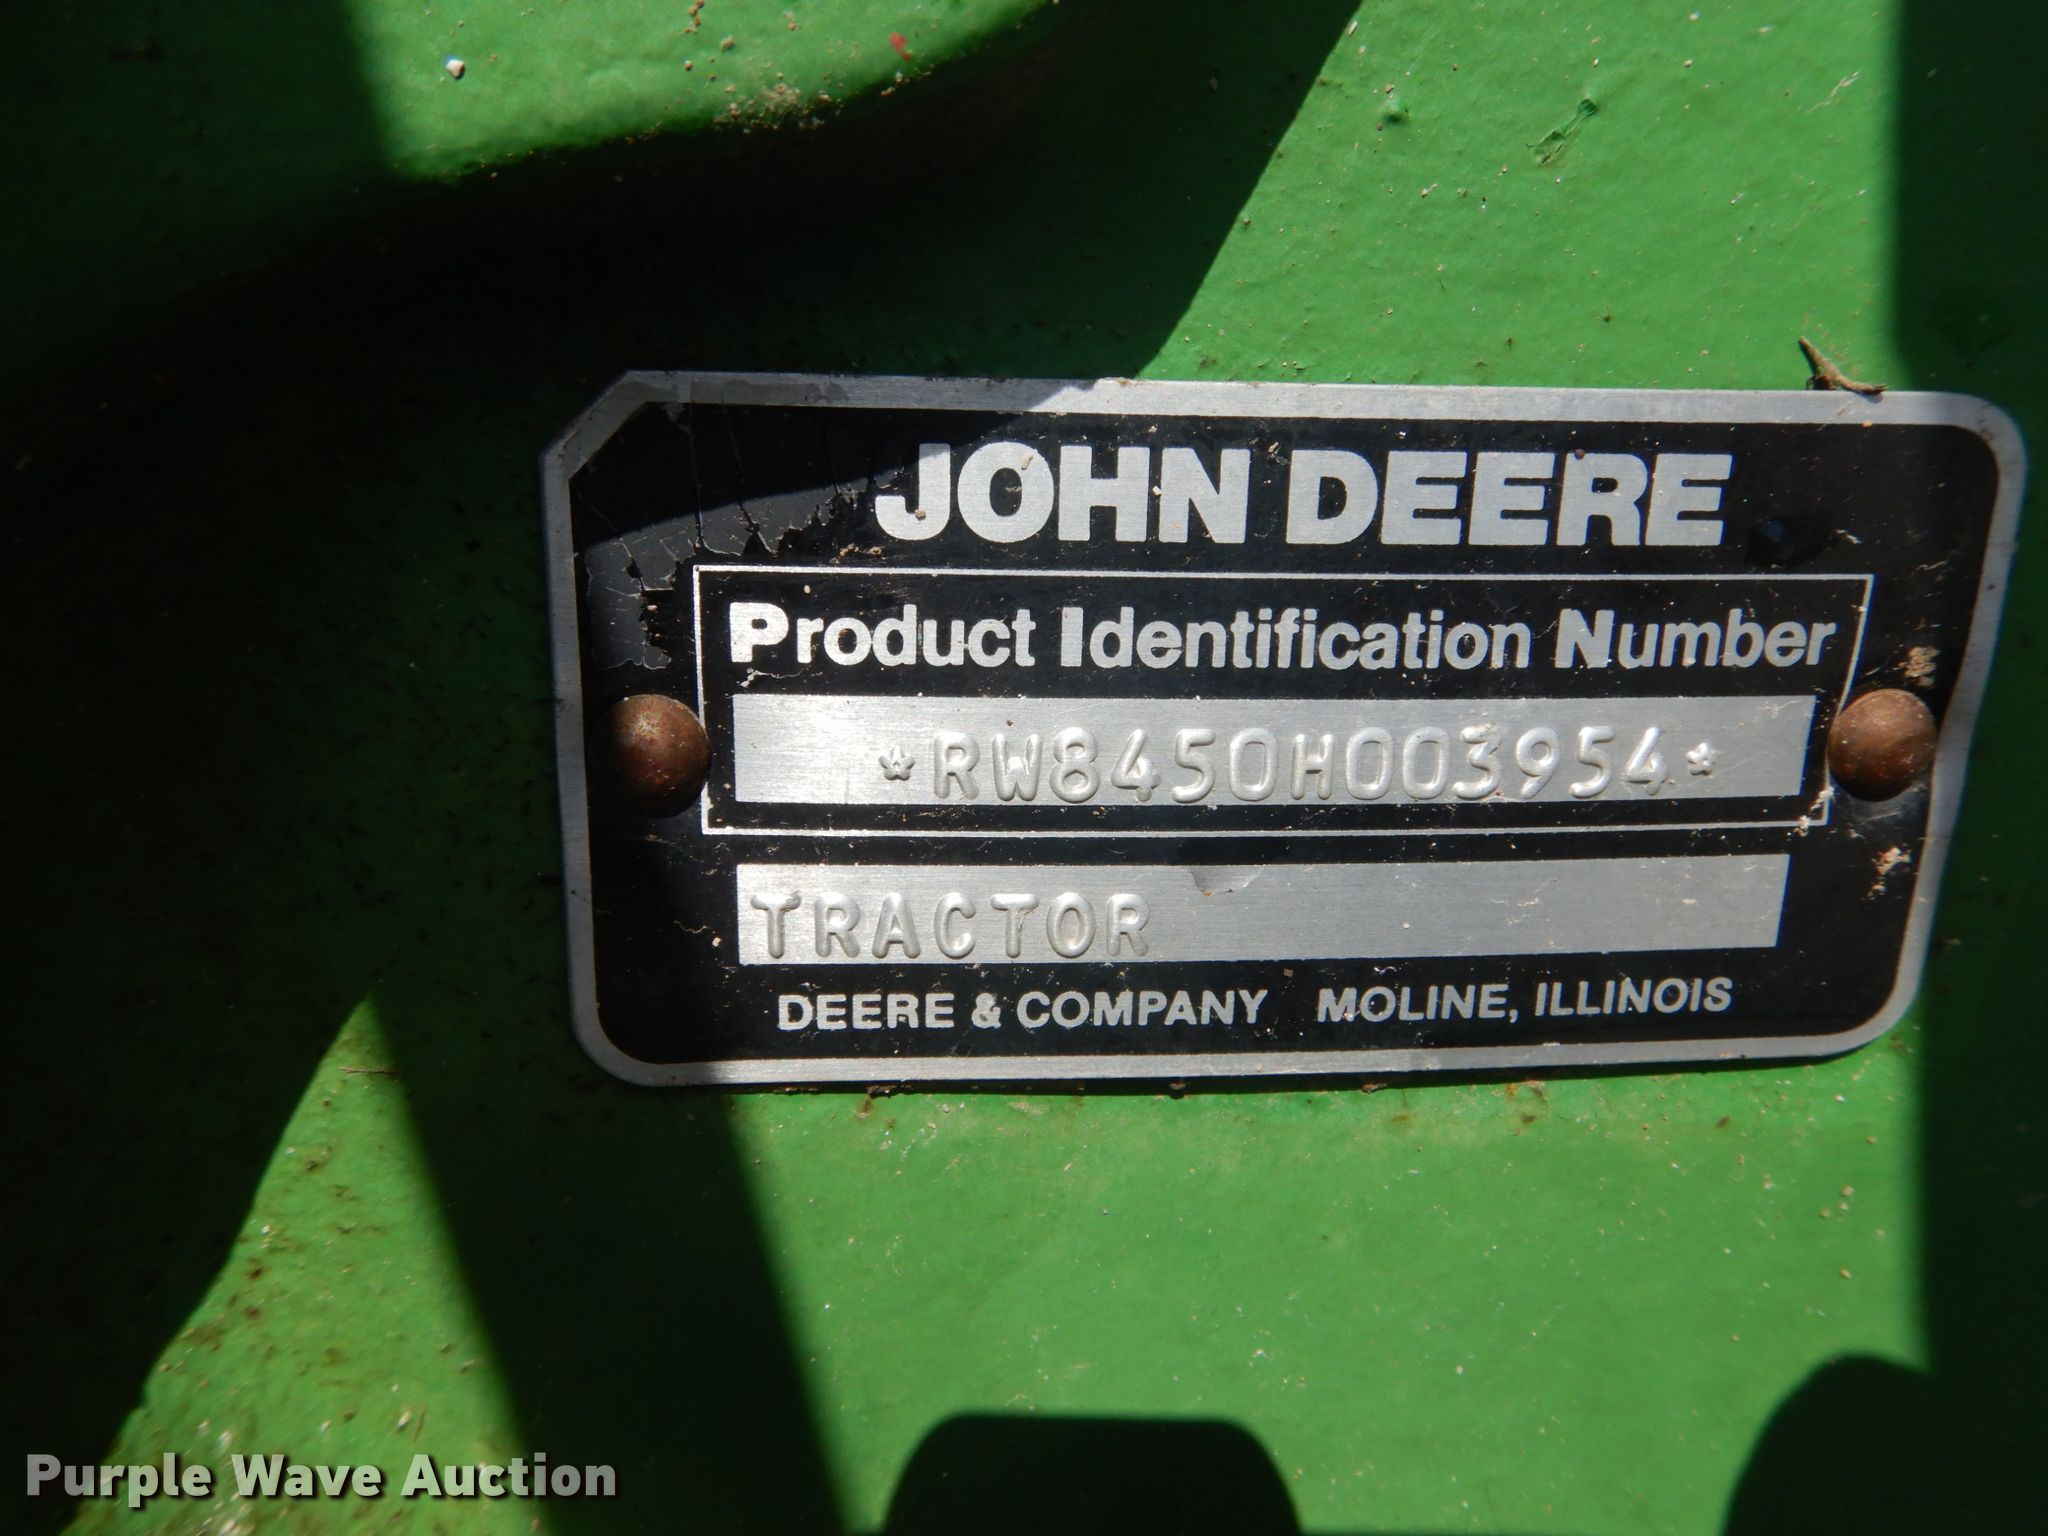 JOHN DEERE
Product Identification Number
*RW8450H003954*
TRACTOR
DEERE & COMPANY MOLINE, ILLINOIS
Purple Wave Auction